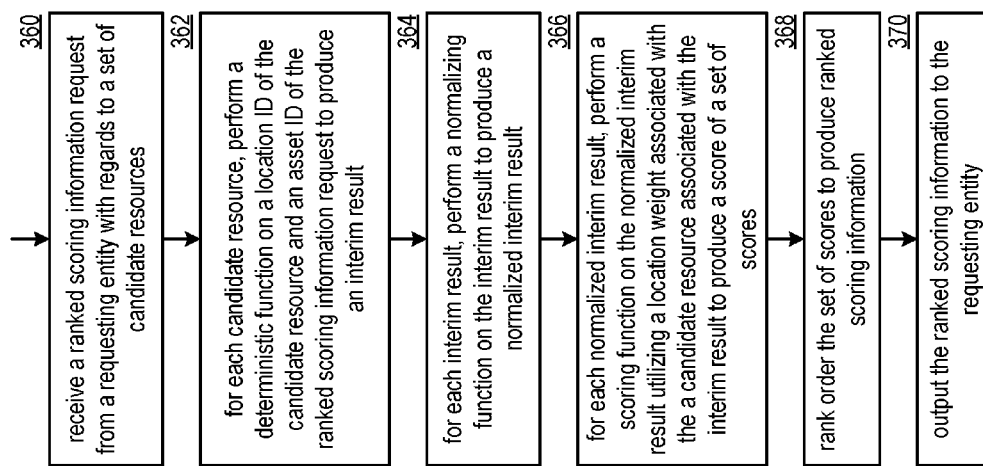 360
receive a ranked scoring information request
from a requesting entity with regards to a set of
candidate resources
362
for each candidate resource, perform a
deterministic function on a location ID of the
candidate resource and an asset ID of the
ranked scoring information request to produce
an interim result
364
for each interim result, perform a normalizing
function on the interim result to produce a
normalized interim result
366
for each normalized interim result, perform a
scoring function on the normalized interim
result utilizing a location weight associated with
the a candidate resource associated with the
interim result to produce a score of a set of
scores
368
rank order the set of scores to produce ranked
scoring information
370
output the ranked scoring information to the
requesting entity